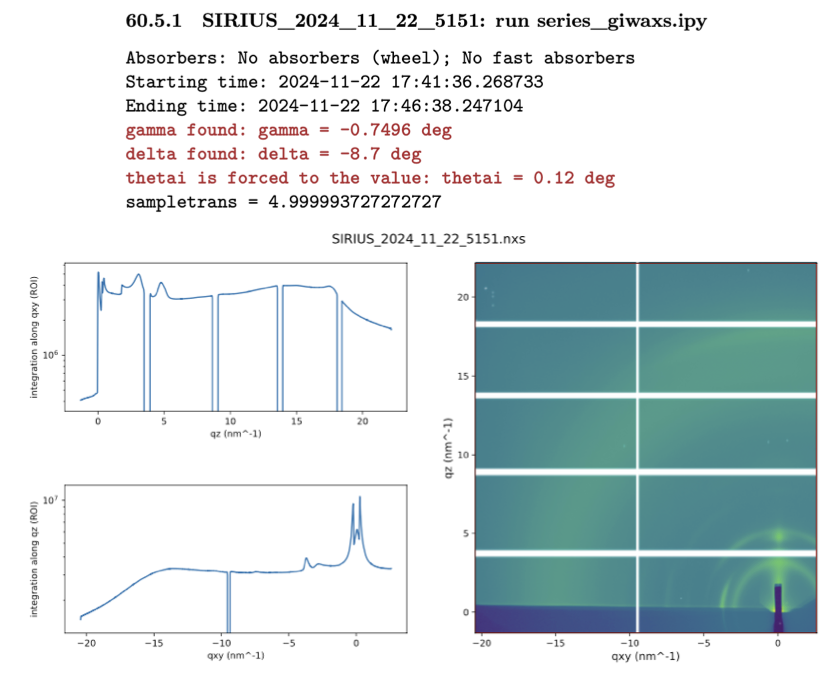 60.5.1 SIRIUS_2024_11_22_5151: run series_giwaxs.ipy
Absorbers: No absorbers (wheel); No fast absorbers
Starting time: 2024-11-22 17:41:36.268733
Ending time: 2024-11-22 17:46:38.247104
gamma found: gamma = -0.7496 deg
delta found: delta = -8.7 deg
thetai is forced to the value: thetai = 0.12 deg
sampletrans = 4.999993727272727
SIRIUS_2024_11_22_5151.nxs
integration along qxy (ROI)
10^6
0 5 10 15 20
qz (nm^-1)
integration along qz (ROI)
10^7
−20 −15 −10 −5 0
qxy (nm^-1)
qz (nm^-1)
20
15
10
5
0
−20 −15 −10 −5 0
qxy (nm^-1)